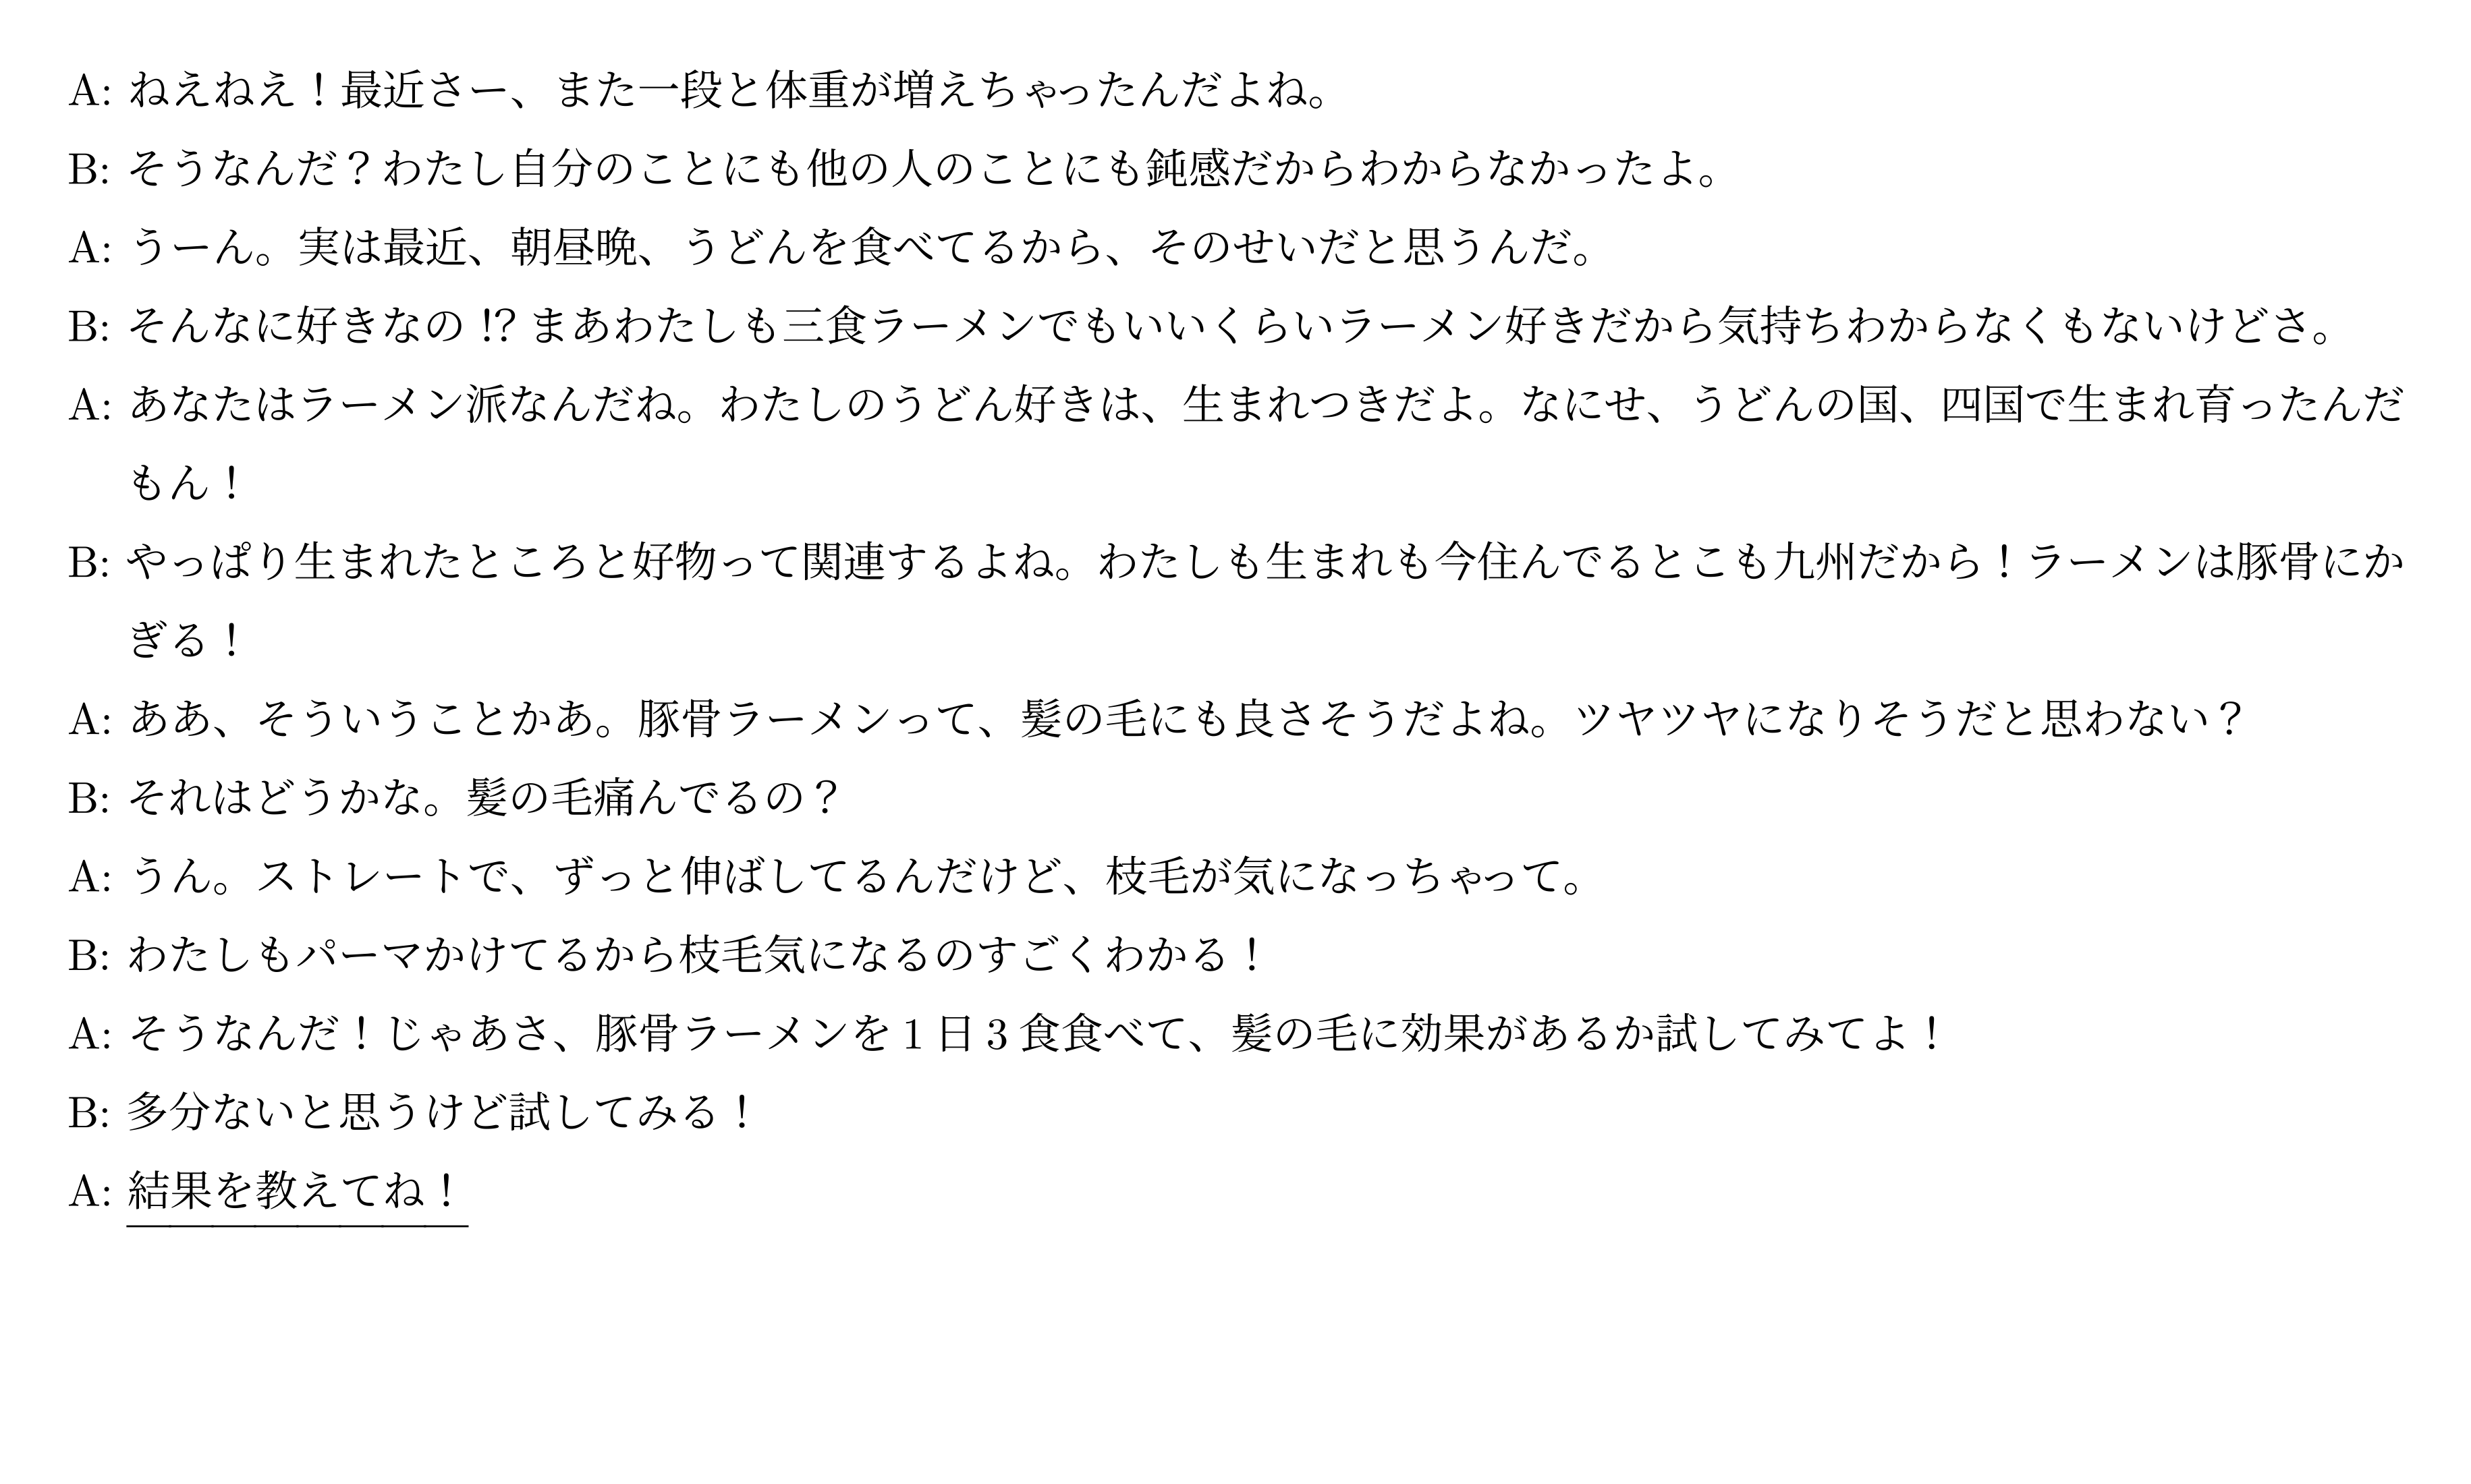 A: ねえねえ！最近さー、また一段と体重が増えちゃったんだよね。
B: そうなんだ？わたし自分のことにも他の人のことにも鈍感だからわからなかったよ。
A: うーん。実は最近、朝昼晩、うどんを食べてるから、そのせいだと思うんだ。
B: そんなに好きなの⁉まあわたしも三食ラーメンでもいいくらいラーメン好きだから気持ちわからなくもないけどさ。
A: あなたはラーメン派なんだね。わたしのうどん好きは、生まれつきだよ。なにせ、うどんの国、四国で生まれ育ったんだ
もん！
B: やっぱり生まれたところと好物って関連するよね。わたしも生まれも今住んでるとこも九州だから！ラーメンは豚骨にか
ぎる！
A: ああ、そういうことかあ。豚骨ラーメンって、髪の毛にも良さそうだよね。ツヤツヤになりそうだと思わない？
B: それはどうかな。髪の毛痛んでるの？
A: うん。ストレートで、ずっと伸ばしてるんだけど、枝毛が気になっちゃって。
B: わたしもパーマかけてるから枝毛気になるのすごくわかる！
A: そうなんだ！じゃあさ、豚骨ラーメンを1日3食食べて、髪の毛に効果があるか試してみてよ！
B: 多分ないと思うけど試してみる！
A: 結果を教えてね！